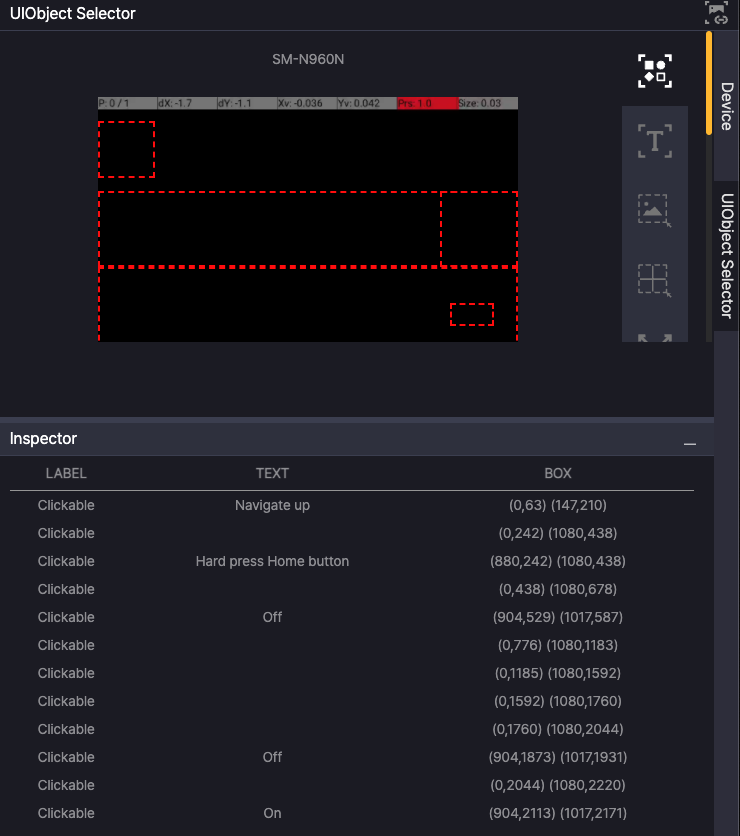 UIObject Selector
SM-N960N
P: 0 / 1 dX: -1.7 dY: -1.1 Xv: -0.036 Yv: 0.042 Prs: 1.0 Size: 0.03
T
Device
UIObject Selector
Inspector
LABEL TEXT BOX
Clickable Navigate up (0,63) (147,210)
Clickable (0,242) (1080,438)
Clickable Hard press Home button (880,242) (1080,438)
Clickable (0,438) (1080,678)
Clickable Off (904,529) (1017,587)
Clickable (0,776) (1080,1183)
Clickable (0,1185) (1080,1592)
Clickable (0,1592) (1080,1760)
Clickable (0,1760) (1080,2044)
Clickable Off (904,1873) (1017,1931)
Clickable (0,2044) (1080,2220)
Clickable On (904,2113) (1017,2171)